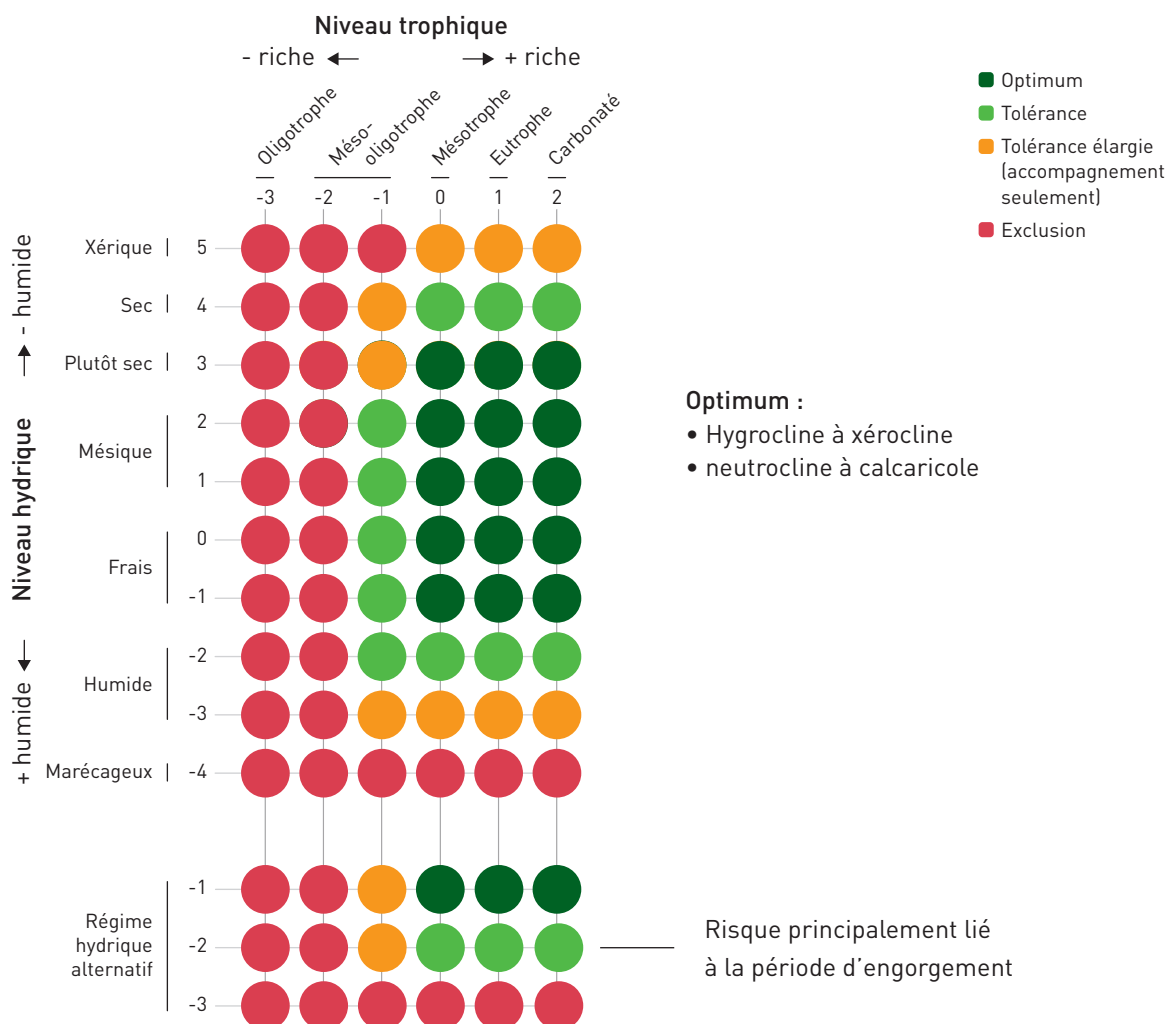 Niveau trophique
- riche ← → + riche
Oligotrophe
Méso-
oligotrophe
Mésotrophe
Eutrophe
Carbonaté
-3 -2 -1 0 1 2
Optimum
Tolérance
Tolérance élargie
(accompagnement
seulement)
Exclusion
Niveau hydrique
→ - humide
+ humide ←
Xérique | 5
Sec | 4
Plutôt sec | 3
2
Mésique
1
0
Frais
-1
-2
Humide
-3
Marécageux | -4
Optimum :
• Hygrocline à xérocline
• neutrocline à calcaricole
-1
Régime
hydrique
alternatif
-2
-3
Risque principalement lié
à la période d’engorgement